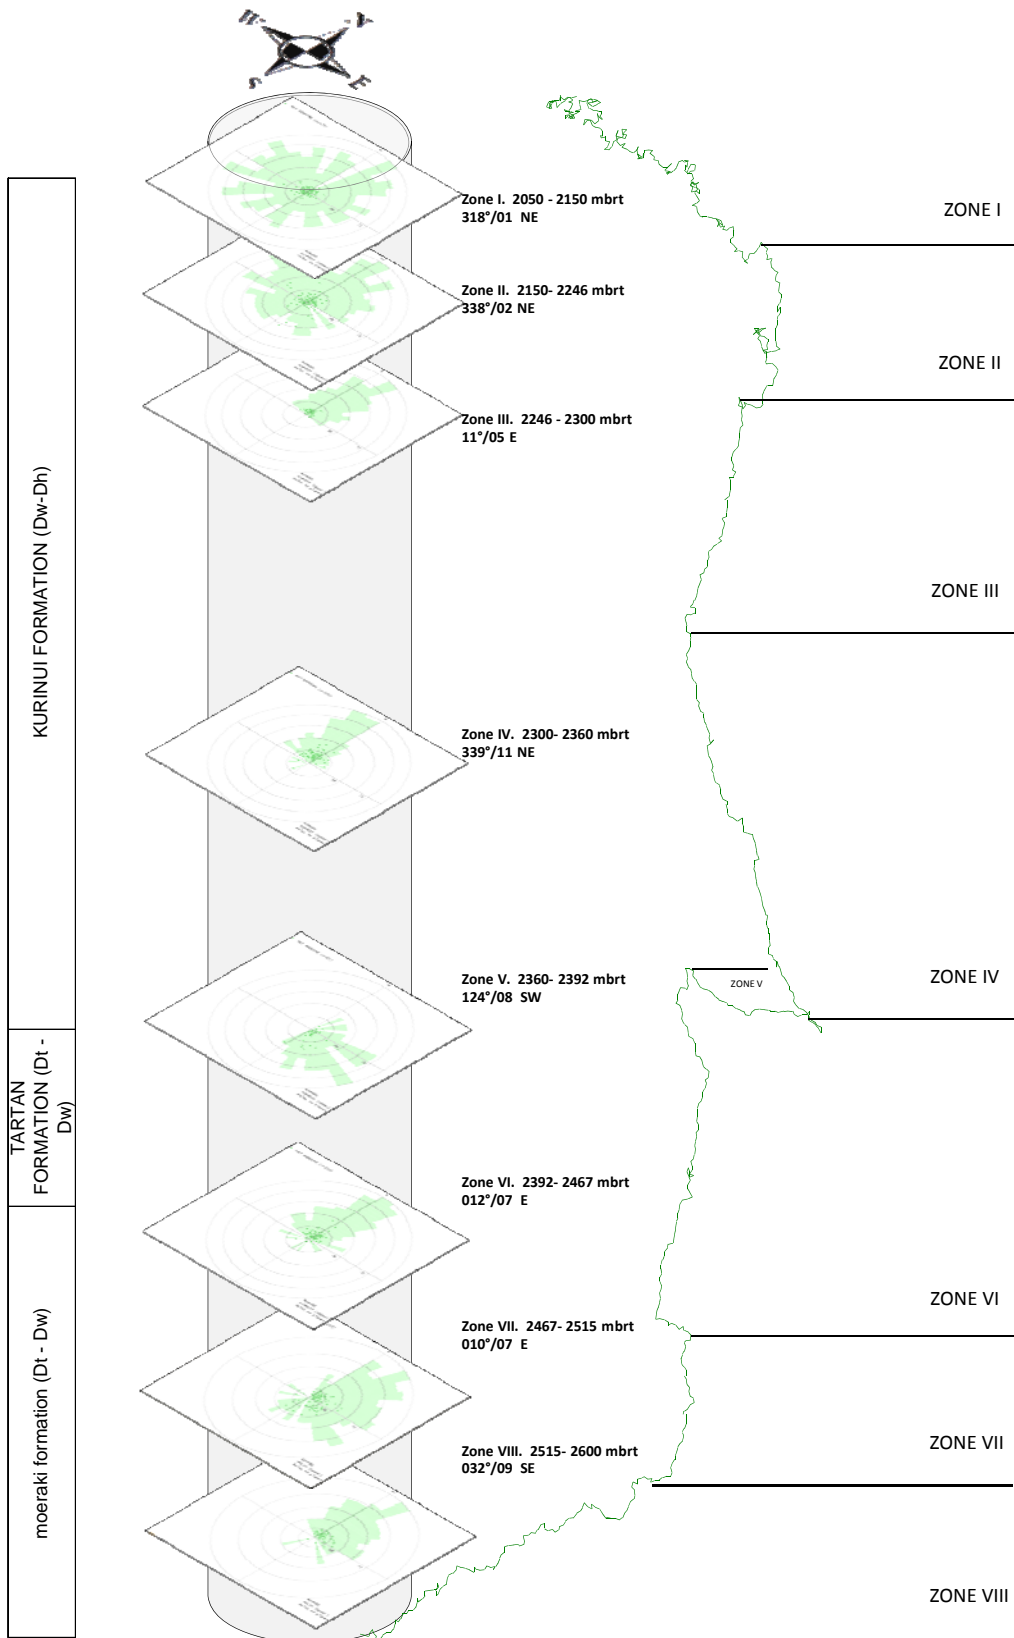 W
N
S
E
Zone I. 2050 - 2150 mbrt
318°/01 NE
ZONE I
Zone II. 2150- 2246 mbrt
338°/02 NE
ZONE II
Zone III. 2246 - 2300 mbrt
11°/05 E
ZONE III
KURINUI FORMATION (Dw-Dh)
Zone IV. 2300- 2360 mbrt
339°/11 NE
ZONE IV
Zone V. 2360- 2392 mbrt
124°/08 SW
ZONE V
TARTAN
FORMATION (Dt -
Dw)
Zone VI. 2392- 2467 mbrt
012°/07 E
ZONE VI
moeraki formation (Dt - Dw)
Zone VII. 2467- 2515 mbrt
010°/07 E
ZONE VII
Zone VIII. 2515- 2600 mbrt
032°/09 SE
ZONE VIII